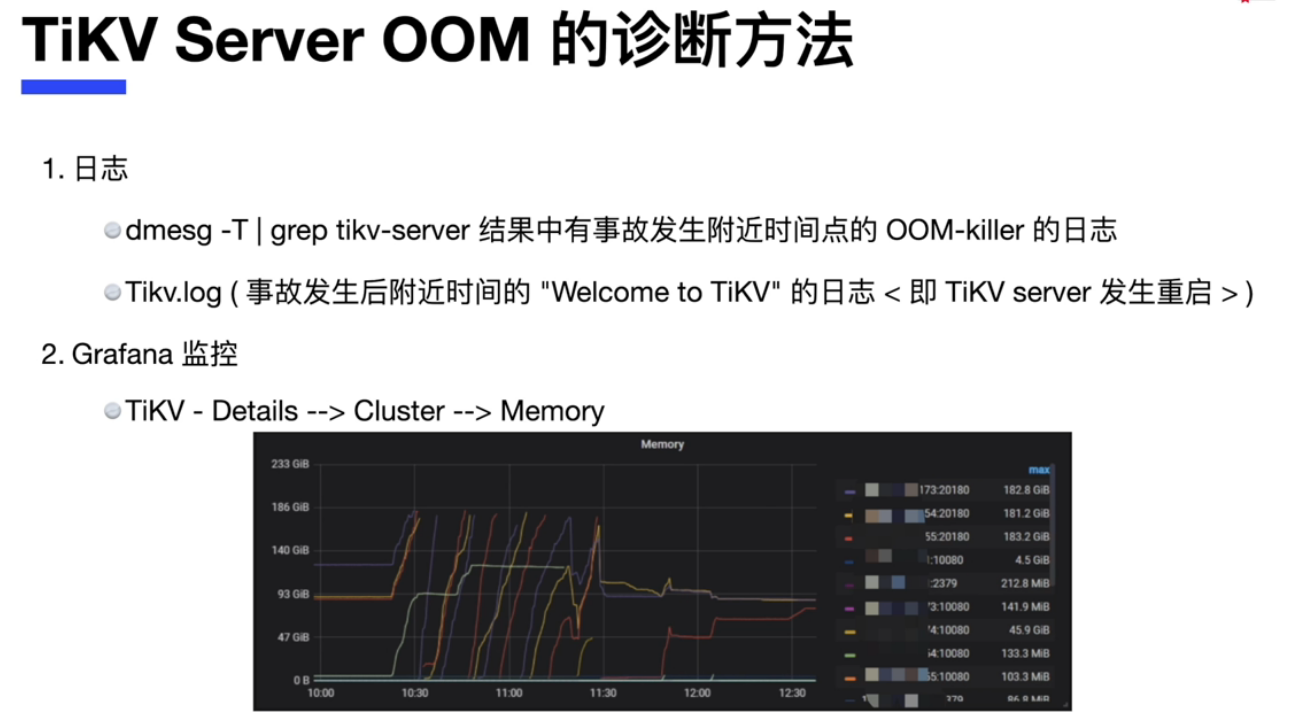 TiKV Server OOM 的诊断方法
1. 日志
dmesg -T | grep tikv-server 结果中有事故发生附近时间点的 OOM-killer 的日志
Tikv.log ( 事故发生后附近时间的 "Welcome to TiKV" 的日志 < 即 TiKV server 发生重启 > )
2. Grafana 监控
TiKV - Details --> Cluster --> Memory
Memory
233 GiB
186 GiB
140 GiB
93 GiB
47 GiB
0 B
10:00 10:30 11:00 11:30 12:00 12:30
max
173:20180 182.8 GiB
54:20180 181.2 GiB
55:20180 183.2 GiB
:10080 4.5 GiB
:2379 212.8 MiB
73:10080 141.9 MiB
74:10080 45.9 GiB
54:10080 133.3 MiB
55:10080 103.3 MiB
379 86.8 MiB